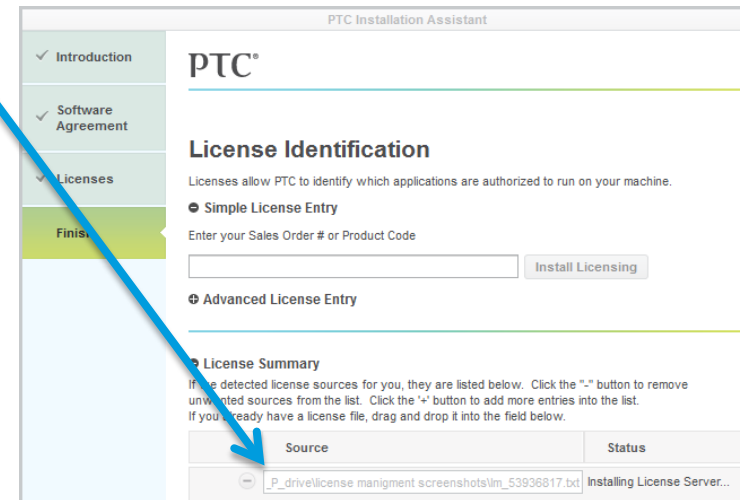 PTC Installation Assistant
Introduction
PTC®
Software
Agreement
License Identification
Licenses
Licenses allow PTC to identify which applications are authorized to run on your machine.
Simple License Entry
Finish
Enter your Sales Order # or Product Code
Install Licensing
Advanced License Entry
License Summary
If the detected license sources for you, they are listed below. Click the "-" button to remove
unwanted sources from the list. Click the '+' button to add more entries into the list.
If you already have a license file, drag and drop it into the field below.
Source Status
_P_drive\license manigment screenshots\lm_53936817.txt Installing License Server...